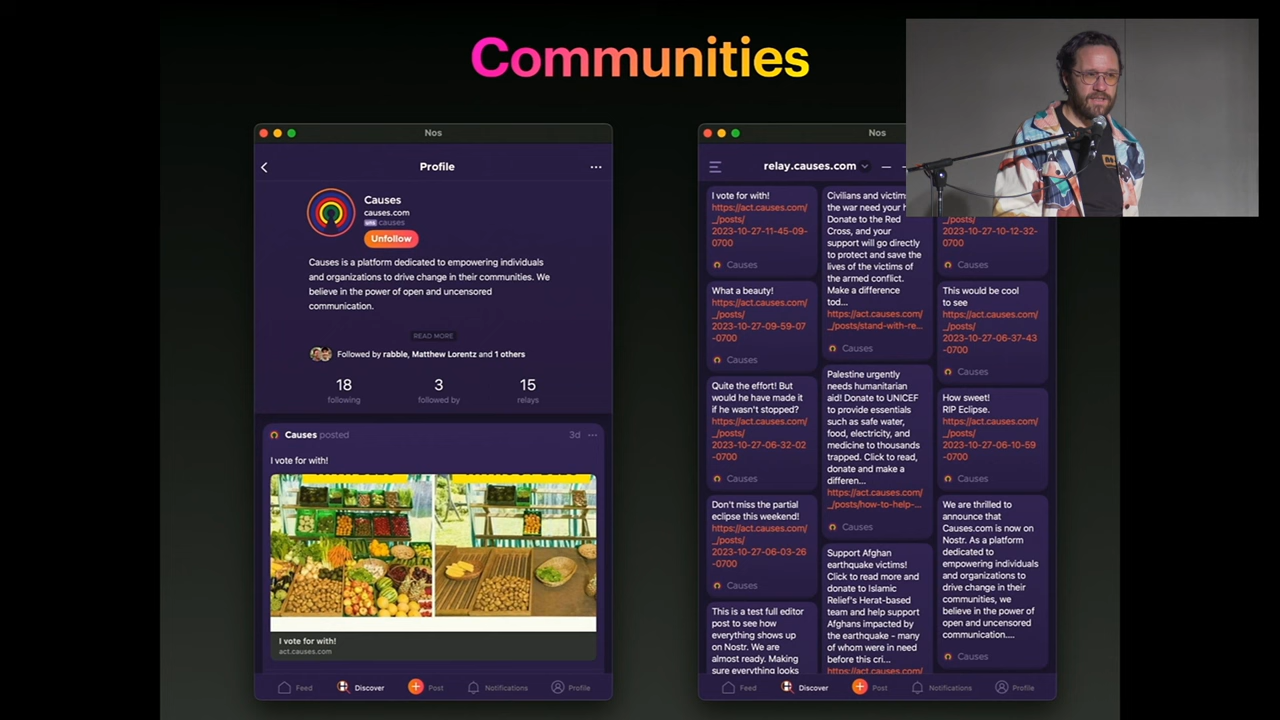 Communities
Nos
Profile
Causes
causes.com
causes
Unfollow
Causes is a platform dedicated to empowering individuals
and organizations to drive change in their communities. We
believe in the power of open and uncensored
communication.
READ MORE
Followed by rabble, Matthew Lorentz and 1 others
18
following
3
followed by
15
relays
Causes posted
3d
I vote for with!
I vote for with!
act.causes.com
Feed
Discover
Post
Notifications
Profile
Nos
relay.causes.com
I vote for with!
https://act.causes.com/
_/posts/
2023-10-27-11-45-09-
0700
Causes
What a beauty!
https://act.causes.com/
_/posts/
2023-10-27-09-59-07
-0700
Causes
Quite the effort! But
would he have made it
if he wasn't stopped?
https://act.causes.com/
_/posts/
2023-10-27-06-32-02
-0700
Causes
Don't miss the partial
eclipse this weekend!
https://act.causes.com/
_/posts/
2023-10-27-06-03-26
-0700
Causes
This is a test full editor
post to see how
everything shows up
on Nostr. We are
almost ready. Making
sure everything looks
Civilians and victims
the war need your
Donate to the Red
Cross, and your
support will go directly
to protect and save the
lives of the victims of
the armed conflict.
Make a difference
tod...
https://act.causes.com/
_/posts/stand-with-re...
Causes
Palestine urgently
needs humanitarian
aid! Donate to UNICEF
to provide essentials
such as safe water,
food, electricity, and
medicine to thousands
trapped. Click to read,
donate and make a
differen...
https://act.causes.com/
_/posts/how-to-help-...
Causes
Support Afghan
earthquake victims!
Click to read more and
donate to Islamic
Relief's Herat-based
team and help support
Afghans impacted by
the earthquake - many
of whom were in need
before this cri...
https://act.causes.com/
_/posts/
2023-10-27-10-12-32-
0700
Causes
This would be cool
to see
https://act.causes.com/
_/posts/
2023-10-27-06-37-43
-0700
Causes
How sweet!
RIP Eclipse.
https://act.causes.com/
_/posts/
2023-10-27-06-10-59
-0700
Causes
We are thrilled to
announce that
Causes.com is now on
Nostr. As a platform
dedicated to
empowering individuals
and organizations to
drive change in their
communities, we
believe in the power of
open and uncensored
communication....
Causes
Feed
Discover
Post
Notifications
Profile